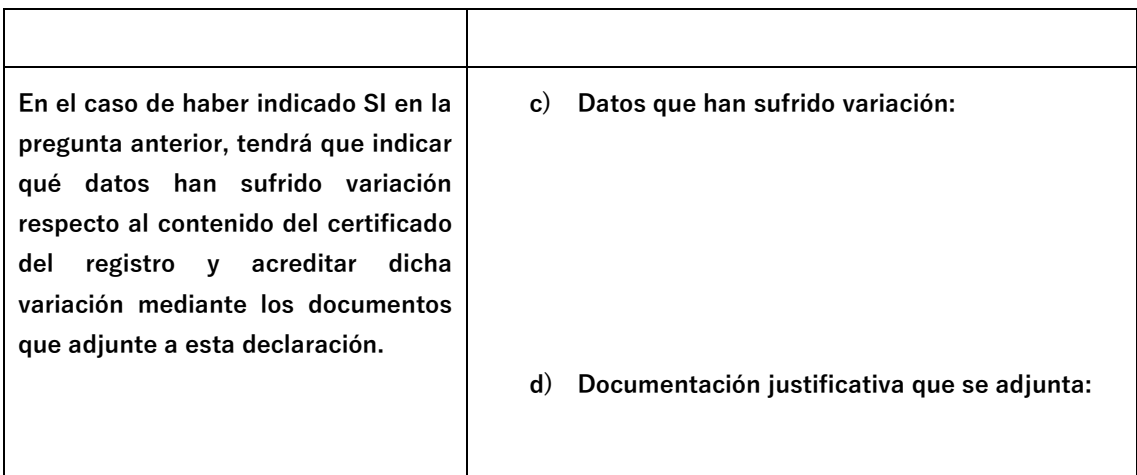 En el caso de haber indicado SI en la
pregunta anterior, tendrá que indicar
qué datos han sufrido variación
respecto al contenido del certificado
del registro y acreditar dicha
variación mediante los documentos
que adjunte a esta declaración.
c) Datos que han sufrido variación:
d) Documentación justificativa que se adjunta: